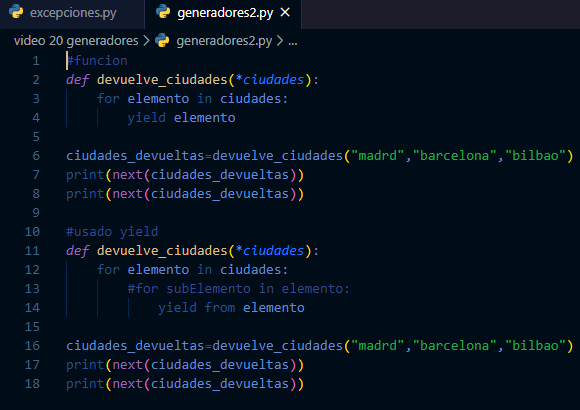 excepciones.py generadores2.py ×
video 20 generadores > generadores2.py > ...
1 #funcion
2 def devuelve_ciudades(*ciudades):
3 for elemento in ciudades:
4 yield elemento
5
6 ciudades_devueltas=devuelve_ciudades("madrd","barcelona","bilbao")
7 print(next(ciudades_devueltas))
8 print(next(ciudades_devueltas))
9
10 #usado yield
11 def devuelve_ciudades(*ciudades):
12 for elemento in ciudades:
13 #for subElemento in elemento:
14 yield from elemento
15
16 ciudades_devueltas=devuelve_ciudades("madrd","barcelona","bilbao")
17 print(next(ciudades_devueltas))
18 print(next(ciudades_devueltas))